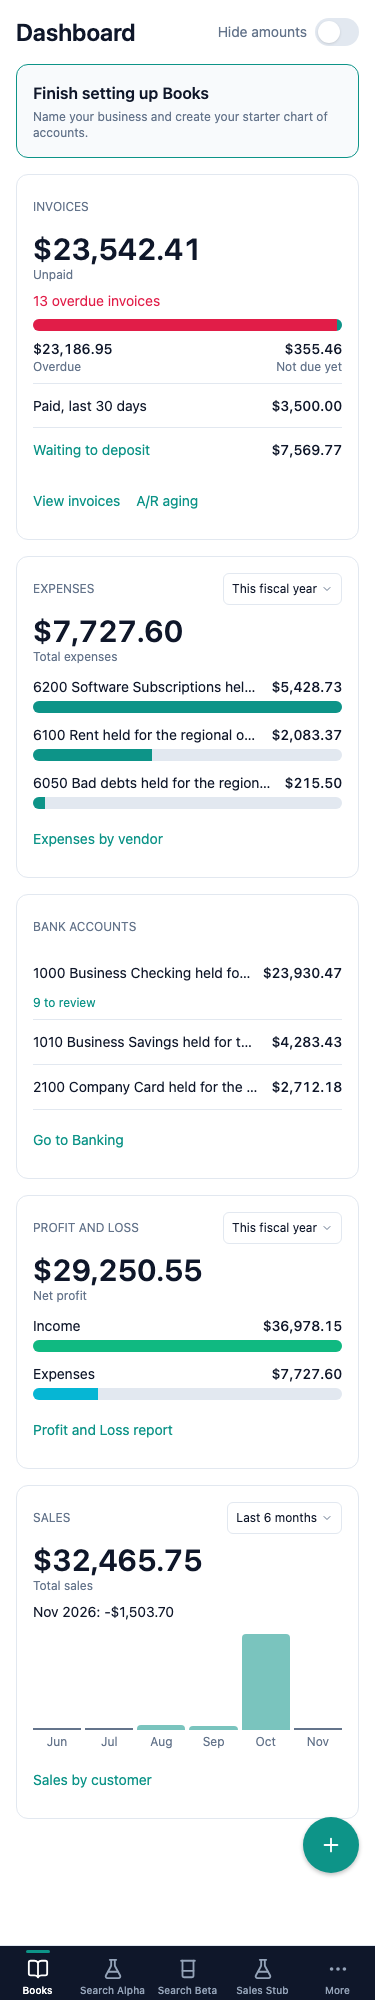 Dashboard
Hide amounts
Finish setting up Books
Name your business and create your starter chart of
accounts.
INVOICES
$23,542.41
Unpaid
13 overdue invoices
$23,186.95 $355.46
Overdue Not due yet
Paid, last 30 days $3,500.00
Waiting to deposit $7,569.77
View invoices A/R aging
EXPENSES This fiscal year
$7,727.60
Total expenses
6200 Software Subscriptions hel... $5,428.73
6100 Rent held for the regional o... $2,083.37
6050 Bad debts held for the region... $215.50
Expenses by vendor
BANK ACCOUNTS
1000 Business Checking held fo... $23,930.47
9 to review
1010 Business Savings held for t... $4,283.43
2100 Company Card held for the ... $2,712.18
Go to Banking
PROFIT AND LOSS This fiscal year
$29,250.55
Net profit
Income $36,978.15
Expenses $7,727.60
Profit and Loss report
SALES Last 6 months
$32,465.75
Total sales
Nov 2026: -$1,503.70
Jun Jul Aug Sep Oct Nov
Sales by customer
Books Search Alpha Search Beta Sales Stub More